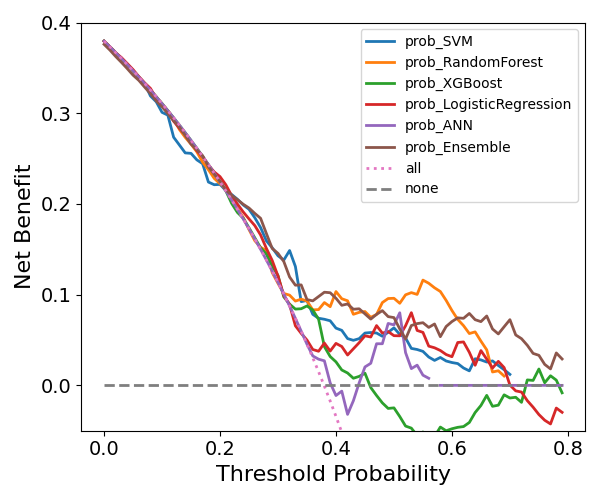 0.4
0.3
0.2
0.1
0.0
Net Benefit
prob_SVM
prob_RandomForest
prob_XGBoost
prob_LogisticRegression
prob_ANN
prob_Ensemble
all
none
0.0 0.2 0.4 0.6 0.8
Threshold Probability